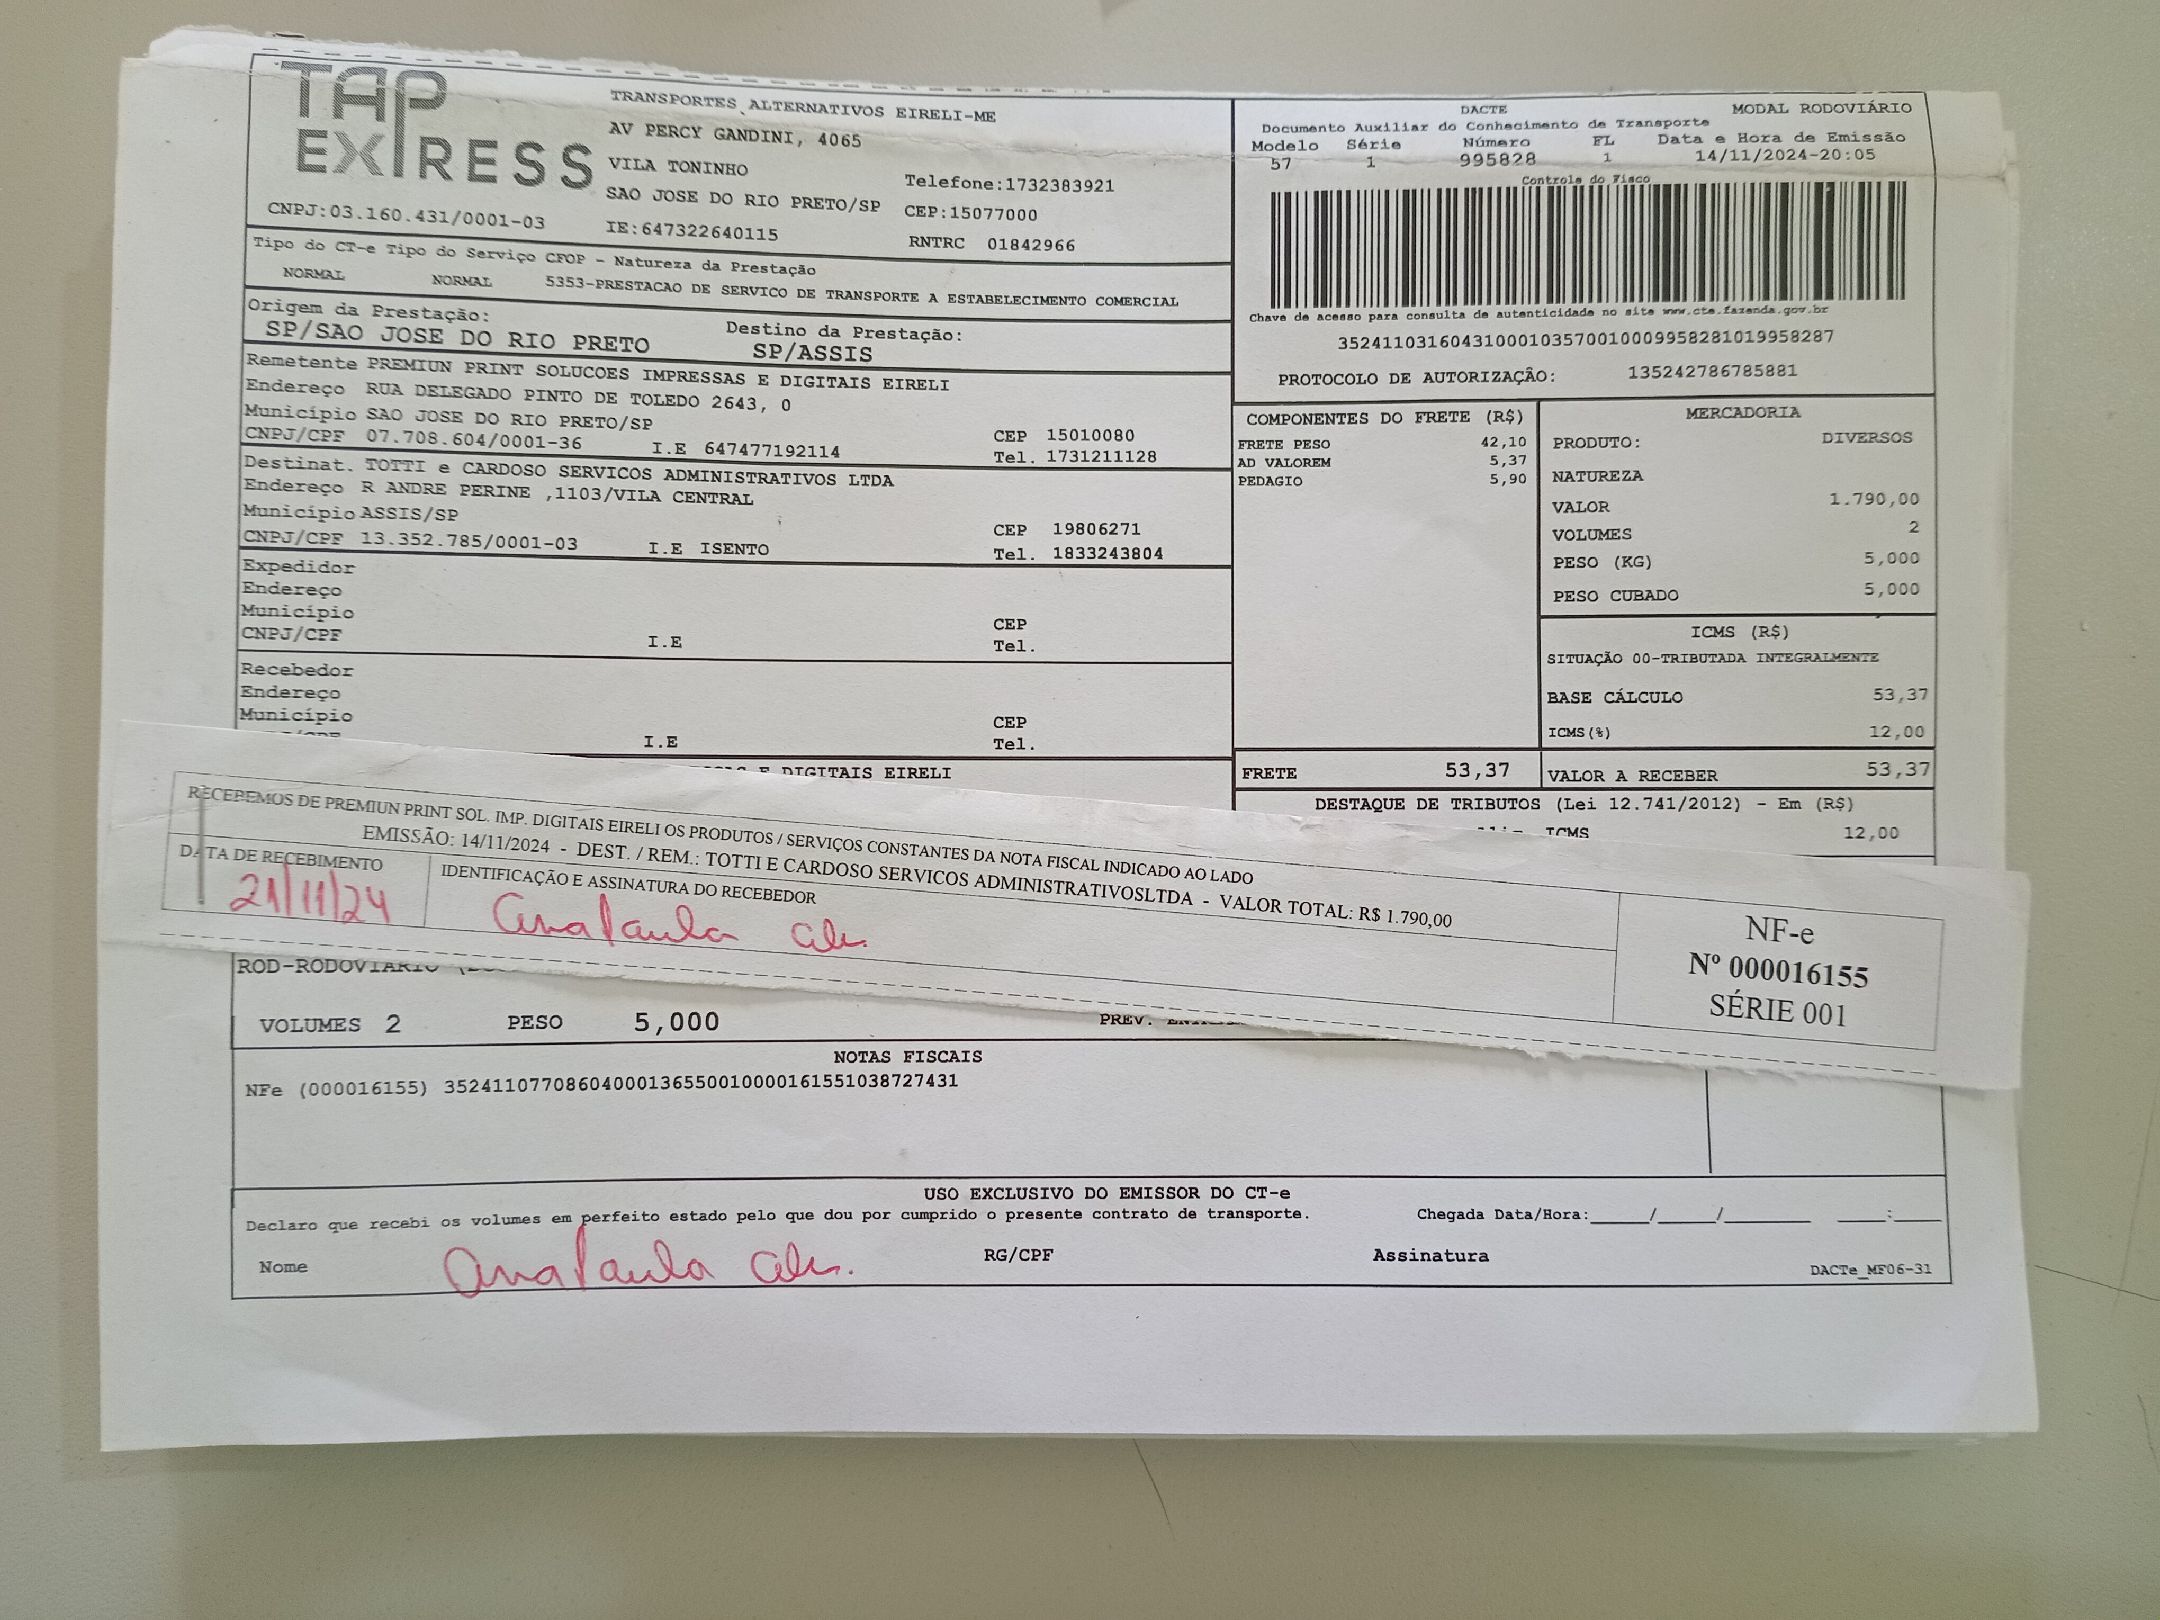 TAP
EXPRESS
TRANSPORTES ALTERNATIVOS EIRELI-ME
AV PERCY GANDINI, 4065
VILA TONINHO
Telefone:1732383921
SAO JOSE DO RIO PRETO/SP CEP:15077000
CNPJ:03.160.431/0001-03 IE:647322640115 RNTRC 01842966
Tipo do CT-e Tipo do Serviço CFOP - Natureza da Prestação
NORMAL NORMAL 5353-PRESTACAO DE SERVICO DE TRANSPORTE A ESTABELECIMENTO COMERCIAL
Origem da Prestação: Destino da Prestação:
SP/SAO JOSE DO RIO PRETO SP/ASSIS
Remetente PREMIUN PRINT SOLUCOES IMPRESSAS E DIGITAIS EIRELI
Endereço RUA DELEGADO PINTO DE TOLEDO 2643, 0
Município SAO JOSE DO RIO PRETO/SP CEP 15010080
CNPJ/CPF 07.708.604/0001-36 I.E 647477192114 Tel. 1731211128
Destinat. TOTTI e CARDOSO SERVICOS ADMINISTRATIVOS LTDA
Endereço R ANDRE PERINE ,1103/VILA CENTRAL
Município ASSIS/SP CEP 19806271
CNPJ/CPF 13.352.785/0001-03 I.E ISENTO Tel. 1833243804
Expedidor
Endereço
Município CEP
CNPJ/CPF I.E Tel.
Recebedor
Endereço
Município CEP
I.E Tel.
E DIGITAIS EIRELI
DACTE MODAL RODOVIÁRIO
Documento Auxiliar do Conhecimento de Transporte
Modelo Série Número FL Data e Hora de Emissão
57 1 995828 1 14/11/2024-20:05
Controle do Fisco
Chave de acesso para consulta de autenticidade no site www.cte.fazenda.gov.br
35241103160431000103570010009958281019958287
PROTOCOLO DE AUTORIZAÇÃO: 135242786785881
COMPONENTES DO FRETE (R$)
FRETE PESO 42,10
AD VALOREM 5,37
PEDAGIO 5,90
MERCADORIA
PRODUTO: DIVERSOS
NATUREZA
VALOR 1.790,00
VOLUMES 2
PESO (KG) 5,000
PESO CUBADO 5,000
ICMS (R$)
SITUAÇÃO 00-TRIBUTADA INTEGRALMENTE
BASE CÁLCULO 53,37
ICMS(%) 12,00
FRETE 53,37 VALOR A RECEBER 53,37
DESTAQUE DE TRIBUTOS (Lei 12.741/2012) - Em (R$)
ICMS 12,00
RECEBEMOS DE PREMIUN PRINT SOL. IMP. DIGITAIS EIRELI OS PRODUTOS / SERVIÇOS CONSTANTES DA NOTA FISCAL INDICADO AO LADO
EMISSÃO: 14/11/2024 - DEST. / REM.: TOTTI E CARDOSO SERVICOS ADMINISTRATIVOSLTDA - VALOR TOTAL: R$ 1.790,00
DATA DE RECEBIMENTO IDENTIFICAÇÃO E ASSINATURA DO RECEBEDOR
21/11/24 Ana Paula
NF-e
Nº 000016155
SÉRIE 001
ROD-RODOVIARIO
VOLUMES 2 PESO 5,000 PREV.
NOTAS FISCAIS
NFe (000016155) 35241107708604000136550010000161551038727431
USO EXCLUSIVO DO EMISSOR DO CT-e
Declaro que recebi os volumes em perfeito estado pelo que dou por cumprido o presente contrato de transporte. Chegada Data/Hora:_____/_____/________ ____:____
Nome Ana Paula RG/CPF Assinatura
DACTe_MF06-31